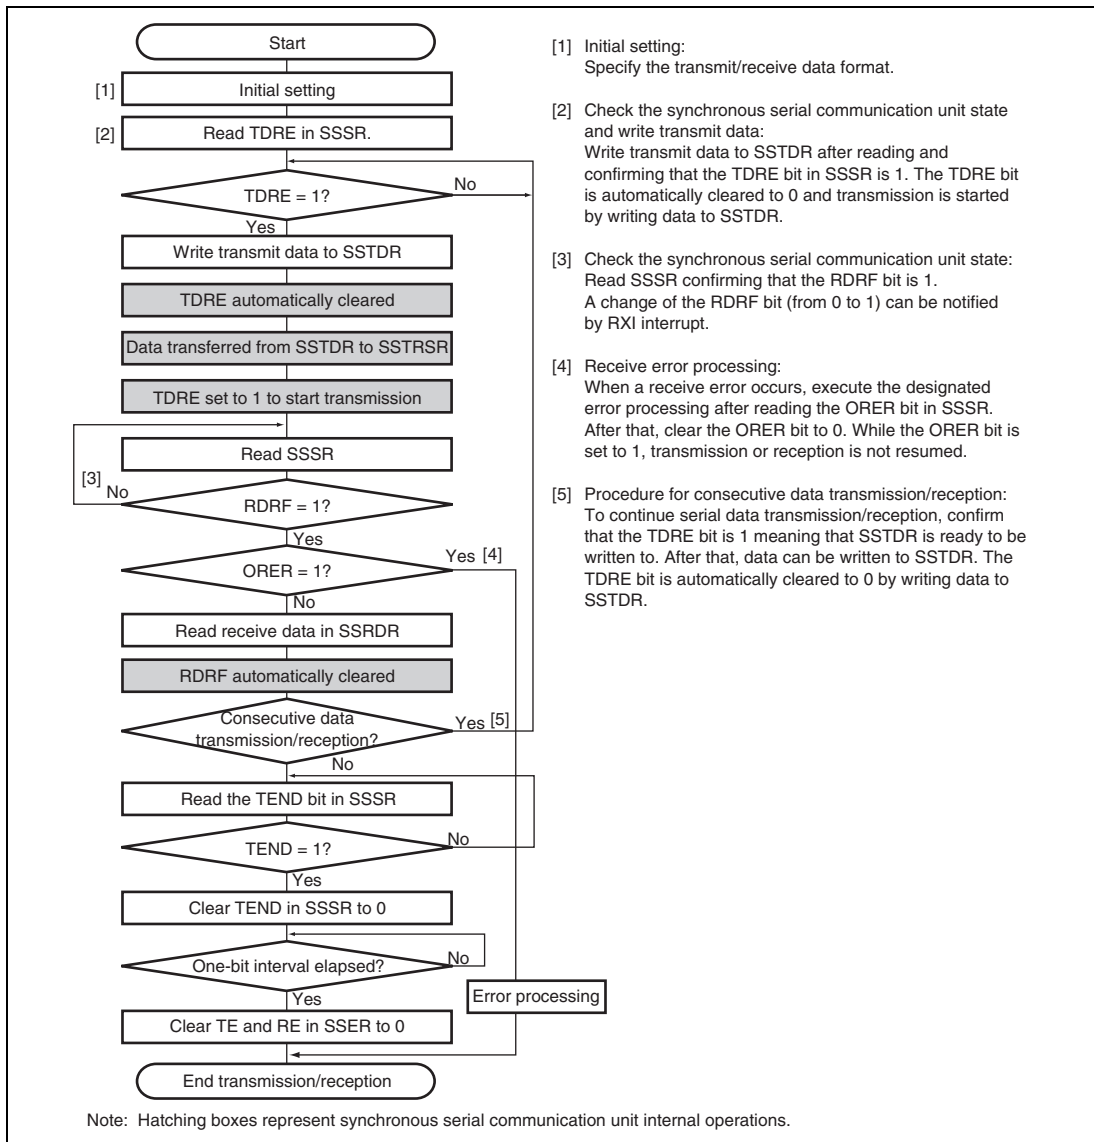 Start
[1] Initial setting
[2] Read TDRE in SSSR.
TDRE = 1?
No
Yes
Write transmit data to SSTDR
TDRE automatically cleared
Data transferred from SSTDR to SSTRSR
TDRE set to 1 to start transmission
Read SSSR
[3]
No
RDRF = 1?
Yes
Yes [4]
ORER = 1?
No
Read receive data in SSRDR
RDRF automatically cleared
Consecutive data
transmission/reception?
Yes [5]
No
Read the TEND bit in SSSR
TEND = 1?
No
Yes
Clear TEND in SSSR to 0
One-bit interval elapsed?
No
Yes
Error processing
Clear TE and RE in SSER to 0
End transmission/reception
[1] Initial setting:
Specify the transmit/receive data format.
[2] Check the synchronous serial communication unit state
and write transmit data:
Write transmit data to SSTDR after reading and
confirming that the TDRE bit in SSSR is 1. The TDRE bit
is automatically cleared to 0 and transmission is started
by writing data to SSTDR.
[3] Check the synchronous serial communication unit state:
Read SSSR confirming that the RDRF bit is 1.
A change of the RDRF bit (from 0 to 1) can be notified
by RXI interrupt.
[4] Receive error processing:
When a receive error occurs, execute the designated
error processing after reading the ORER bit in SSSR.
After that, clear the ORER bit to 0. While the ORER bit is
set to 1, transmission or reception is not resumed.
[5] Procedure for consecutive data transmission/reception:
To continue serial data transmission/reception, confirm
that the TDRE bit is 1 meaning that SSTDR is ready to be
written to. After that, data can be written to SSTDR. The
TDRE bit is automatically cleared to 0 by writing data to
SSTDR.
Note: Hatching boxes represent synchronous serial communication unit internal operations.